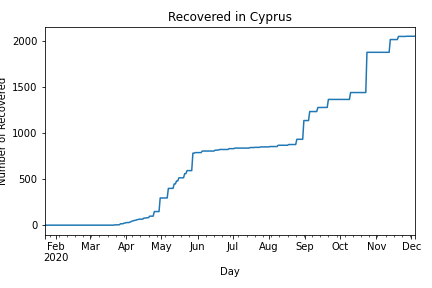 Recovered in Cyprus
Number of Recovered
2000
1500
1000
500
0
Feb Mar Apr May Jun Jul Aug Sep Oct Nov Dec
2020
Day